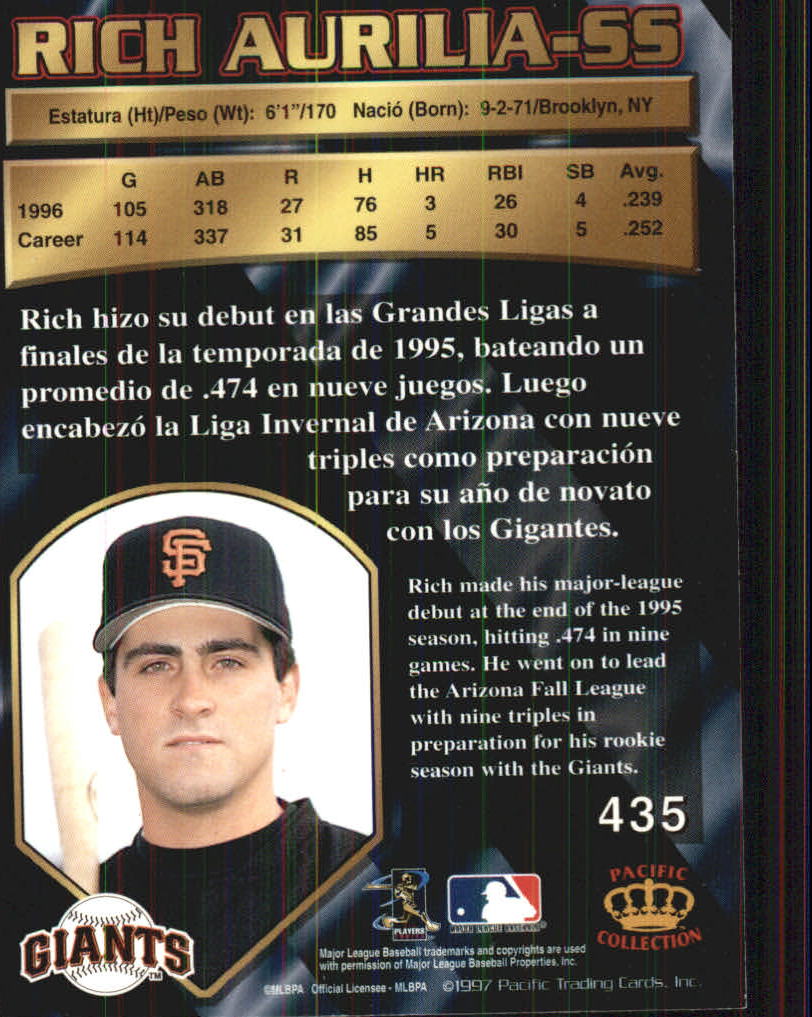 RICH AURILIA-SS
Estatura (Ht)/Peso (Wt): 6'1"/170 Nació (Born): 9-2-71/Brooklyn, NY
G AB R H HR RBI SB Avg.
1996 105 318 27 76 3 26 4 .239
Career 114 337 31 85 5 30 5 .252
Rich hizo su debut en las Grandes Ligas a
finales de la temporada de 1995, bateando un
promedio de .474 en nueve juegos. Luego
encabezó la Liga Invernal de Arizona con nueve
triples como preparación
para su año de novato
con los Gigantes.
SF
Rich made his major-league
debut at the end of the 1995
season, hitting .474 in nine
games. He went on to lead
the Arizona Fall League
with nine triples in
preparation for his rookie
season with the Giants.
435
PACIFIC
COLLECTION
PLAYERS
MAJOR LEAGUE BASEBALL
GIANTS
TM
Major League Baseball trademarks and copyrights are used
with permission of Major League Baseball Properties, Inc.
©MLBPA Official Licensee - MLBPA ©1997 Pacific Trading Cards, Inc.